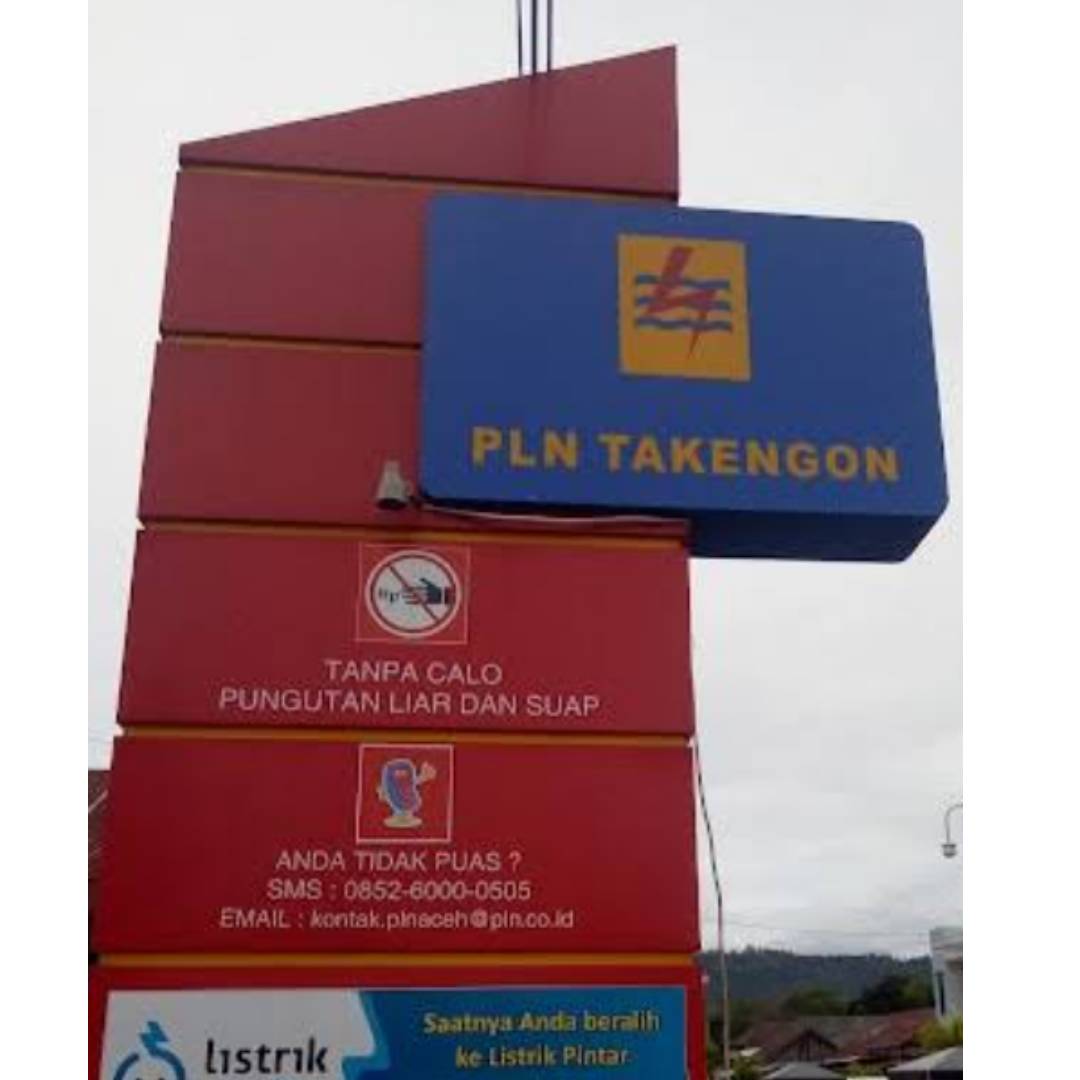 PLN TAKENGON
Rp
TANPA CALO
PUNGUTAN LIAR DAN SUAP
ANDA TIDAK PUAS ?
SMS : 0852-6000-0505
EMAIL : kontak.plnaceh@pln.co.id
listrik
Saatnya Anda beralih
ke Listrik Pintar